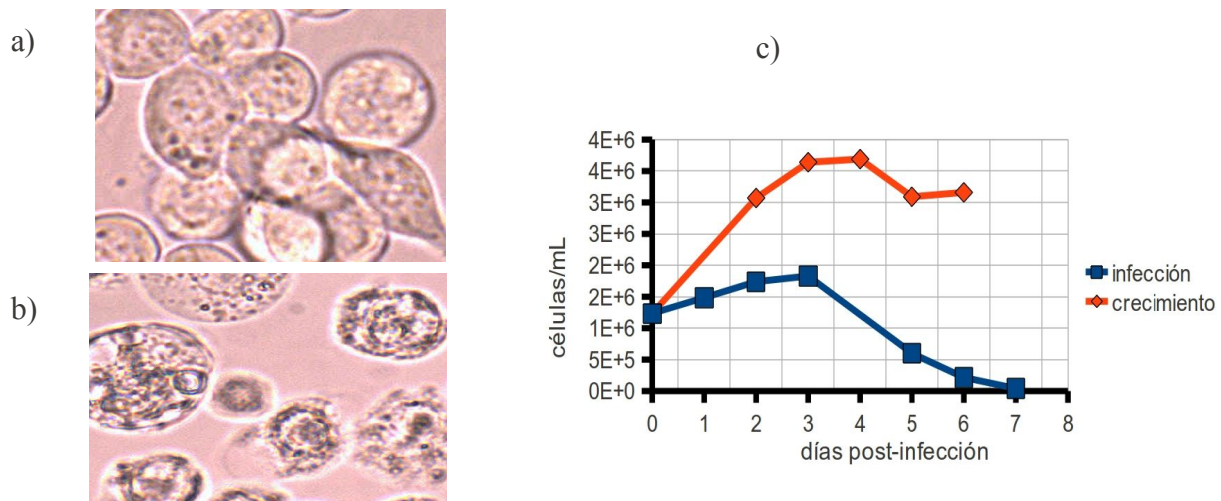 a)
b)
c)
4E+6
4E+6
3E+6
3E+6
2E+6
2E+6
1E+6
5E+5
0E+0
células/mL
0 1 2 3 4 5 6 7 8
días post-infección
infección
crecimiento